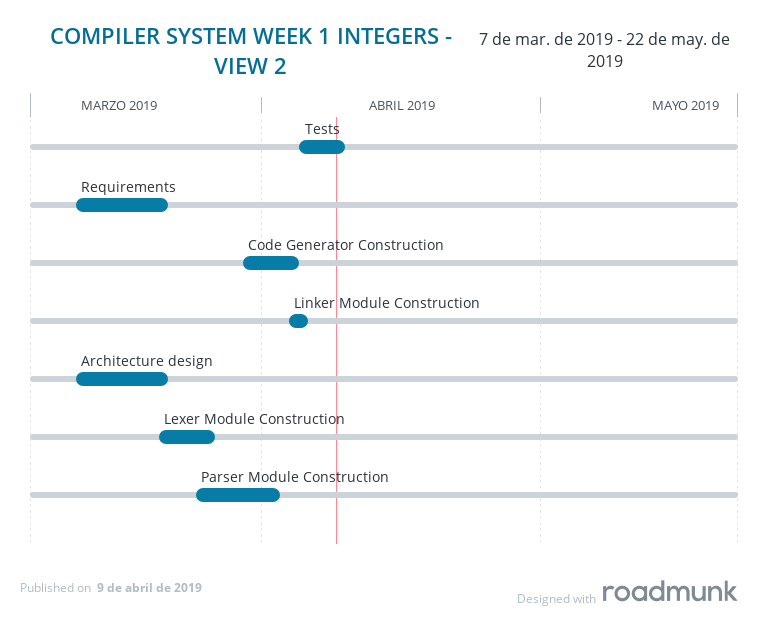 COMPILER SYSTEM WEEK 1 INTEGERS -
VIEW 2
7 de mar. de 2019 - 22 de may. de
2019
MARZO 2019
ABRIL 2019
MAYO 2019
Tests
Requirements
Code Generator Construction
Linker Module Construction
Architecture design
Lexer Module Construction
Parser Module Construction
Published on 9 de abril de 2019
Designed with roadmunk